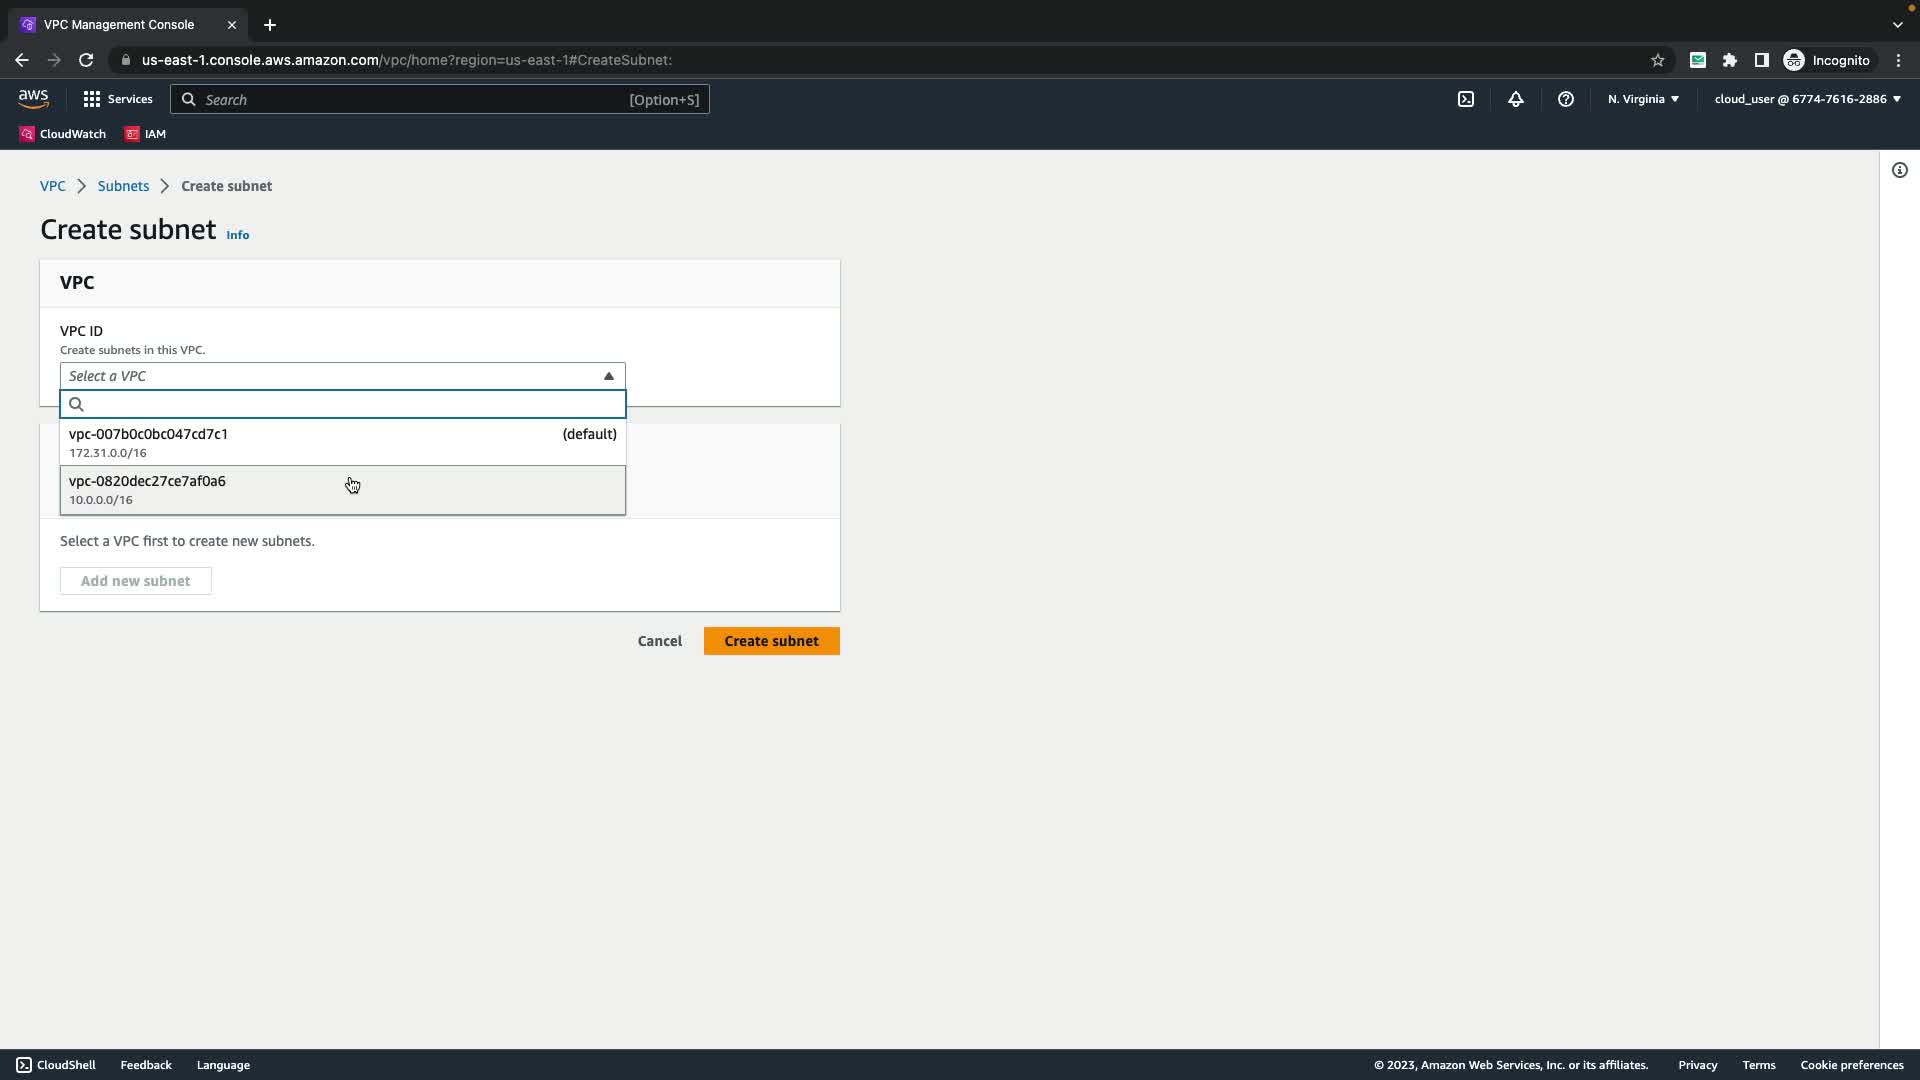 VPC Management Console
us-east-1.console.aws.amazon.com/vpc/home?region=us-east-1#CreateSubnet:
Incognito
aws
Services
Search
[Option+S]
N. Virginia
cloud_user @ 6774-7616-2886
CloudWatch
IAM
VPC
Subnets
Create subnet
Create subnet
Info
VPC
VPC ID
Create subnets in this VPC.
Select a VPC
vpc-007b0c0bc047cd7c1
(default)
172.31.0.0/16
vpc-0820dec27ce7af0a6
10.0.0.0/16
Select a VPC first to create new subnets.
Add new subnet
Cancel
Create subnet
CloudShell
Feedback
Language
© 2023, Amazon Web Services, Inc. or its affiliates.
Privacy
Terms
Cookie preferences